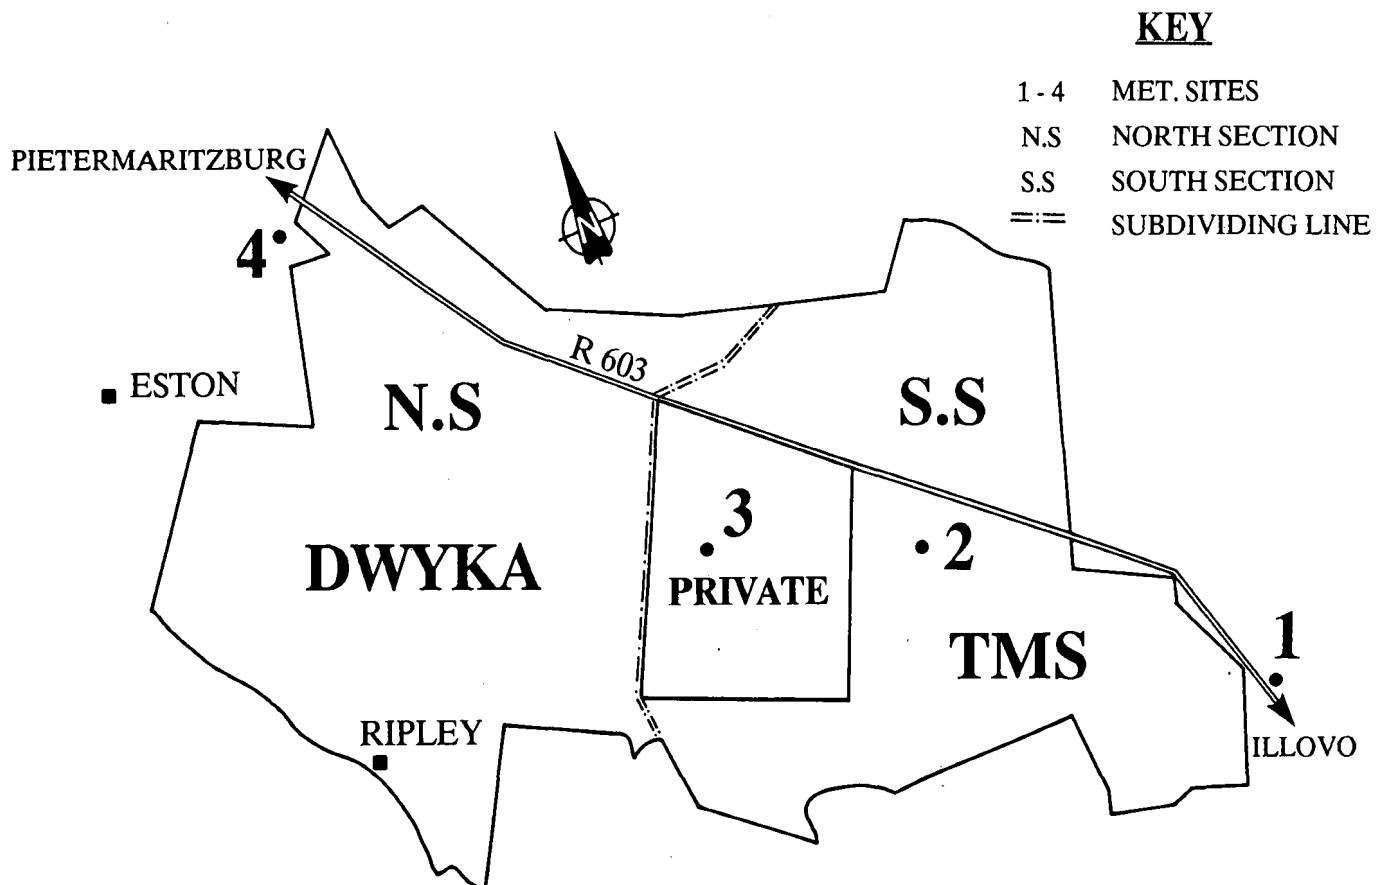 KEY
1 - 4 MET. SITES
N.S NORTH SECTION
S.S SOUTH SECTION
SUBDIVIDING LINE
PIETERMARITZBURG
N
4
R 603
ESTON
N.S
S.S
3
2
DWYKA
PRIVATE
1
TMS
RIPLEY
ILLOVO